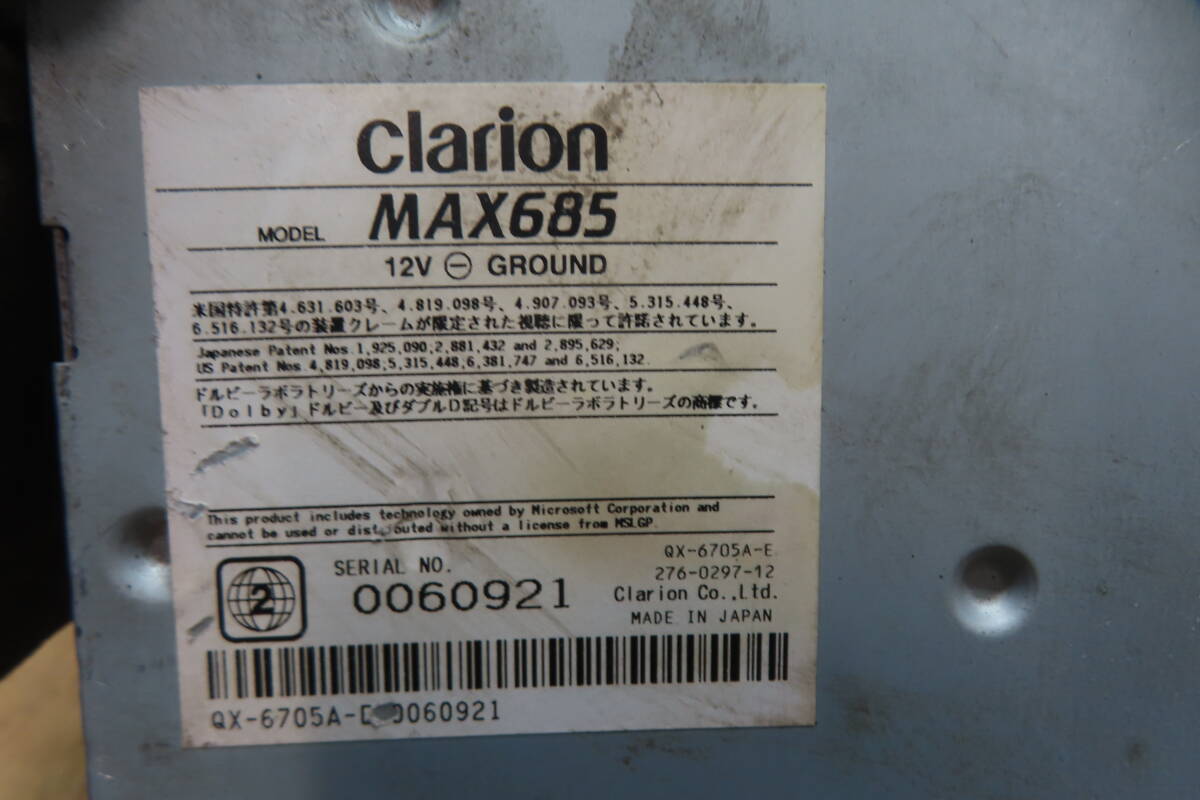 clarion
MODEL MAX685
12V ⊖ GROUND
米国特許第4.631.603号、4.819.098号、4.907.093号、5.315.448号、
6.516.132号の装置クレームが限定された視聴に限って許諾されています。
Japanese Patent Nos.1,925,090,2,881,432 and 2,895,629;
US Patent Nos.4,819,098;5,315,448,6,381,747 and 6,516,132.
ドルビーラボラトリーズからの実施権に基づき製造されています。
「Dolby」ドルビー及びダブルD記号はドルビーラボラトリーズの商標です。
This product includes technology owned by Microsoft Corporation and
cannot be used or distributed without a license from MSLGP.
2
SERIAL NO.
0060921
QX-6705A-E
276-0297-12
Clarion Co.,Ltd.
MADE IN JAPAN
QX-6705A- 0060921